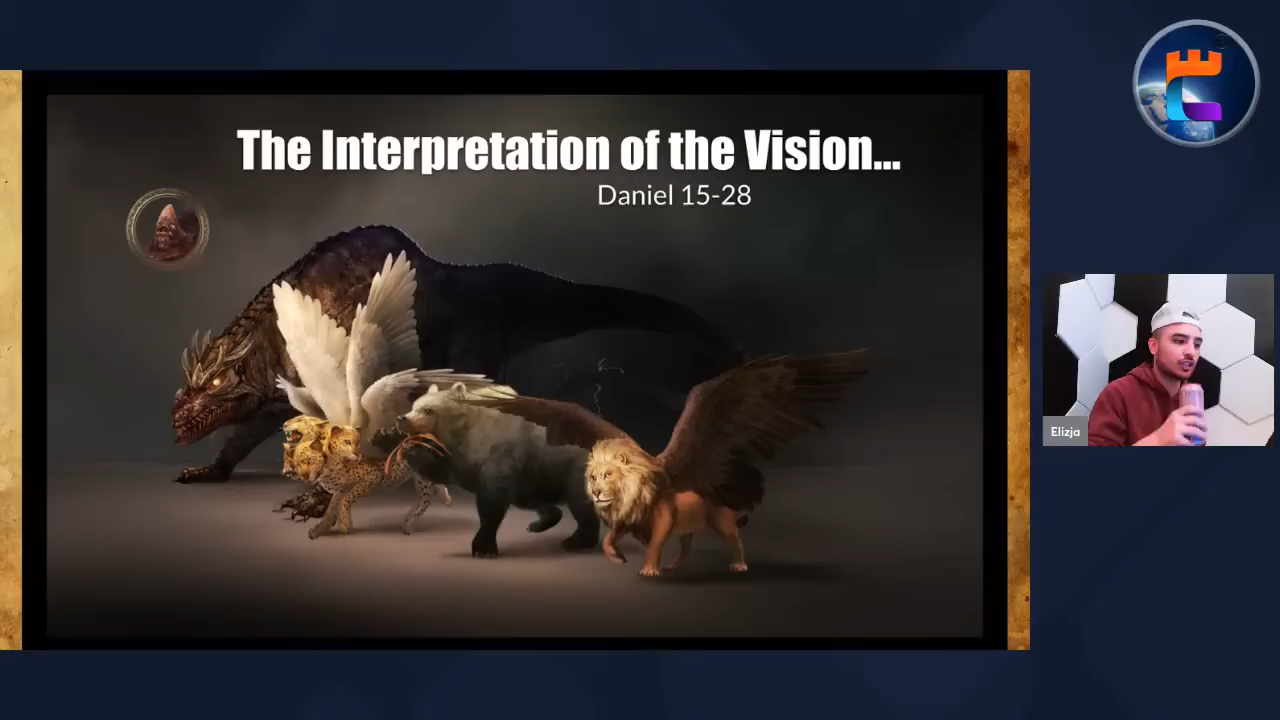 The Interpretation of the Vision...
Daniel 15-28
Elizja